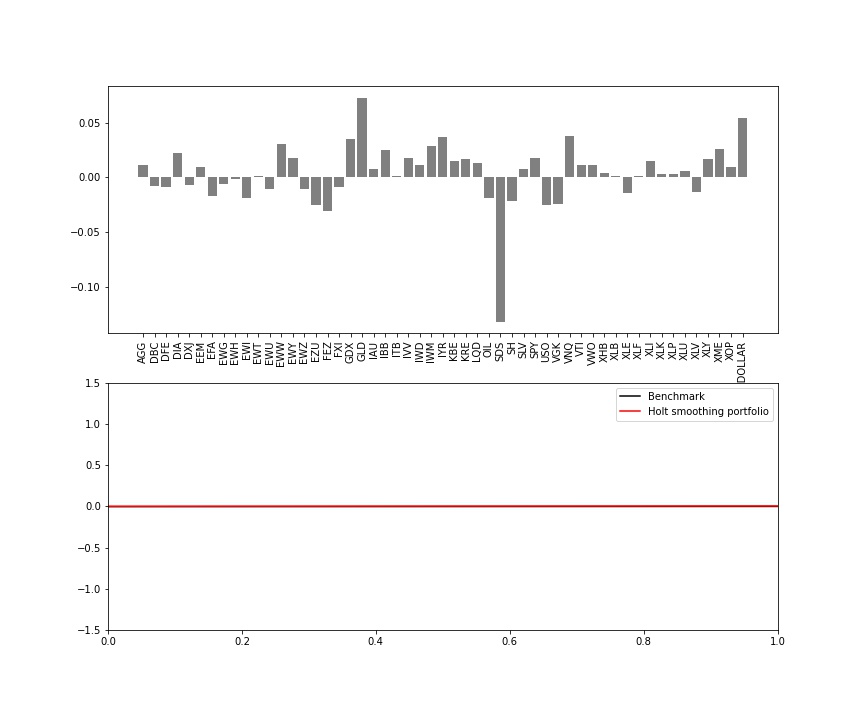 0.05
0.00
−0.05
−0.10
AGG DBC DFE DIA DXJ EEM EFA EWG EWH EWI EWT EWU EWW EWY EWZ EZU FEZ FXI GDX GLD IAU IBB ITB IVV IWD IWM IYR KBE KRE LQD OIL SDS SH SLV SPY USO VGK VNQ VTI VWO XHB XLB XLE XLF XLI XLK XLP XLU XLV XLY XME XOP DOLLAR
1.5
Benchmark
Holt smoothing portfolio
1.0
0.5
0.0
−0.5
−1.0
−1.5
0.0 0.2 0.4 0.6 0.8 1.0